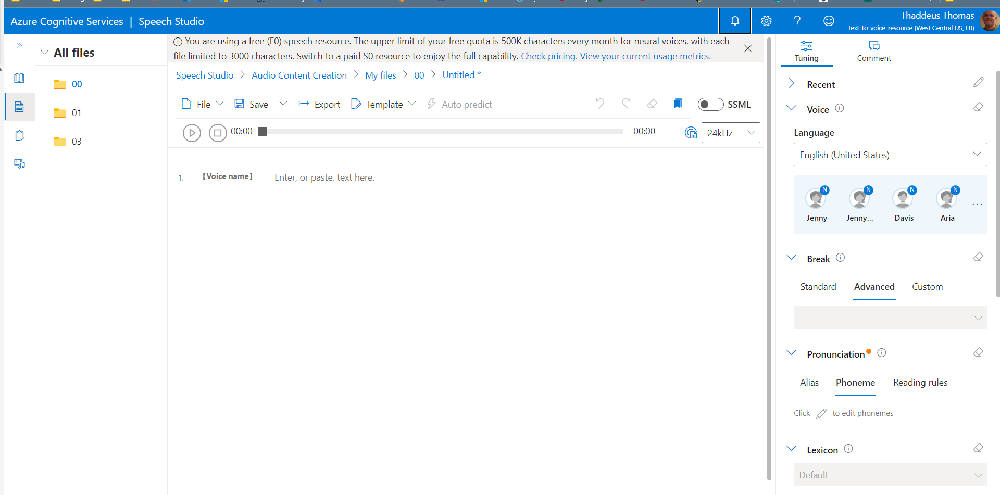 Azure Cognitive Services | Speech Studio
Thaddeus Thomas
text-to-voice-resource (West Central US, F0)
All files
00
01
03
You are using a free (F0) speech resource. The upper limit of your free quota is 500K characters every month for neural voices, with each
file limited to 3000 characters. Switch to a paid S0 resource to enjoy the full capability. Check pricing. View your current usage metrics.
Speech Studio > Audio Content Creation > My files > 00 > Untitled *
File Save Export Template Auto predict SSML
00:00 00:00 24kHz
1. 【Voice name】 Enter, or paste, text here.
Tuning Comment
Recent
Voice
Language
English (United States)
N N N N
Jenny Jenny... Davis Aria ...
Break
Standard Advanced Custom
Pronunciation
Alias Phoneme Reading rules
Click to edit phonemes
Lexicon
Default